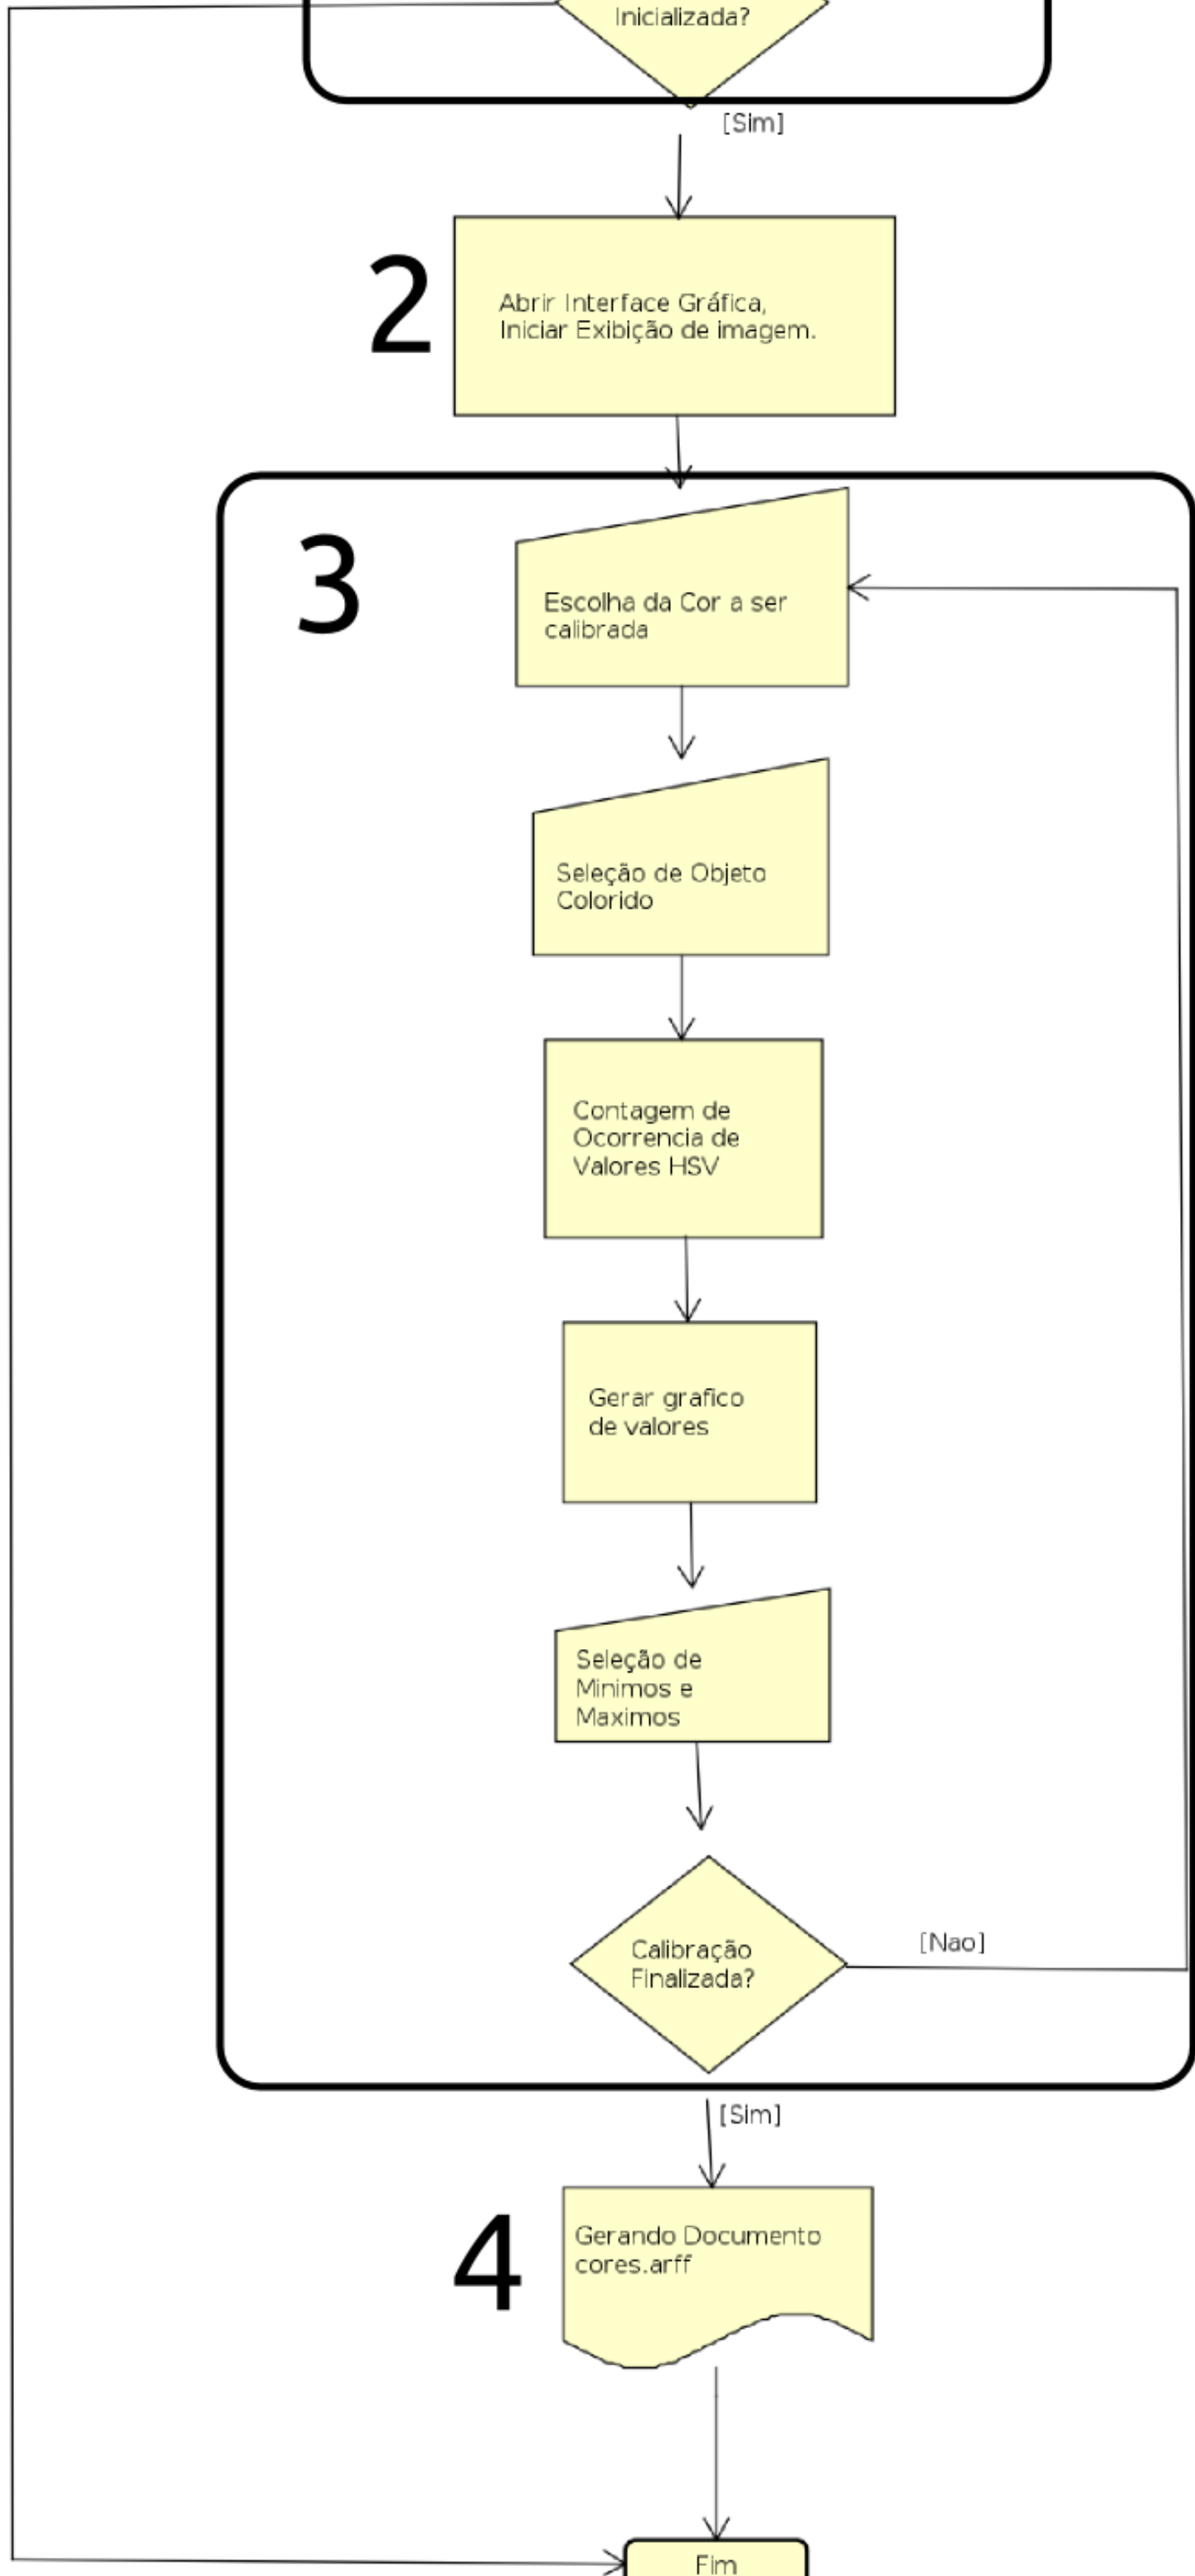 Inicializada?
[Sim]
2
Abrir Interface Gráfica,
Iniciar Exibição de imagem.
3
Escolha da Cor a ser
calibrada
Seleção de Objeto
Colorido
Contagem de
Ocorrencia de
Valores HSV
Gerar grafico
de valores
Seleção de
Minimos e
Maximos
Calibração
Finalizada?
[Nao]
[Sim]
4
Gerando Documento
cores.arff
Fim